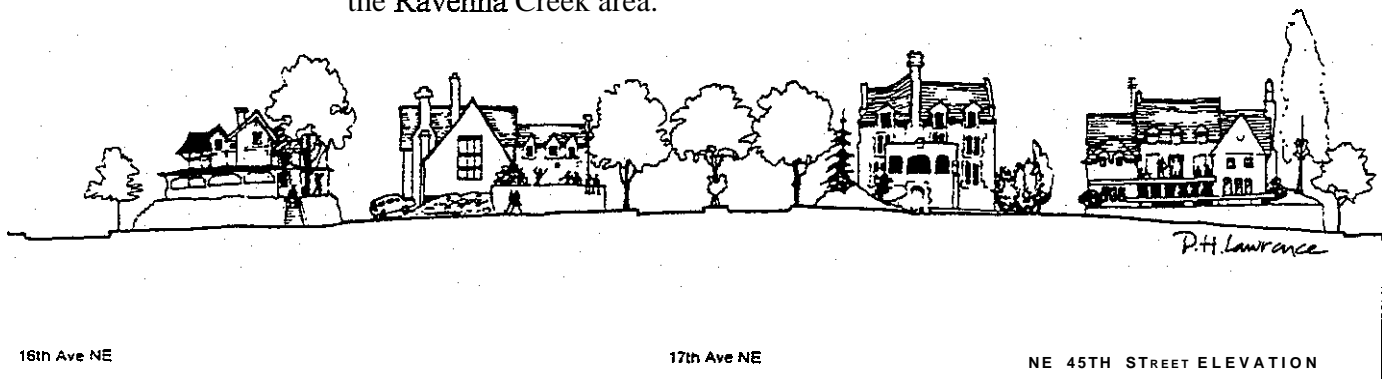 the Ravenna Creek area.
P.H. Lawrance
16th Ave NE
17th Ave NE
NE 45TH STREET ELEVATION